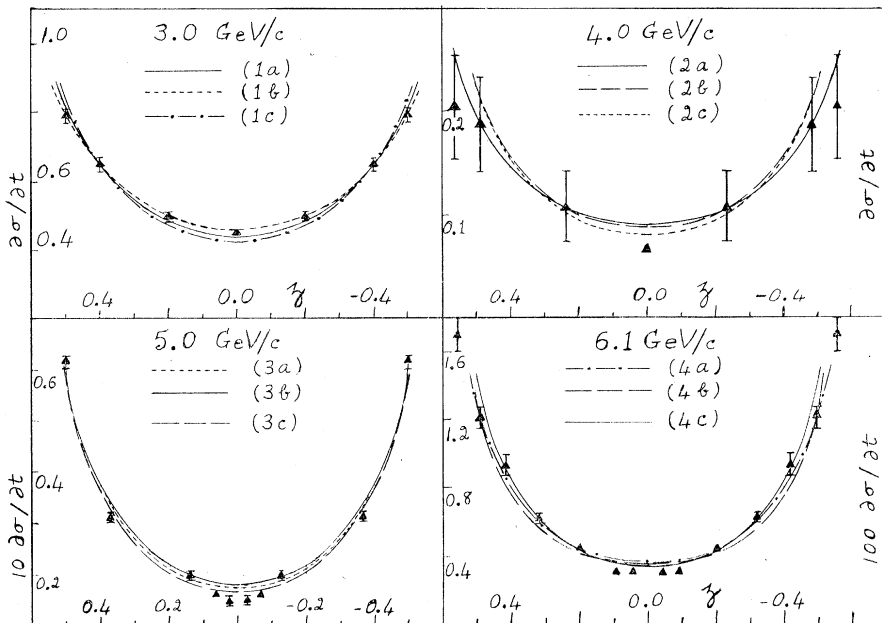 3.0 GeV/c
(1a)
(1b)
(1c)
1.0
0.6
0.4
∂σ/∂t
0.4
0.0
z
-0.4
4.0 GeV/c
(2a)
(2b)
(2c)
0.2
0.1
∂σ/∂t
0.4
0.0
z
-0.4
5.0 GeV/c
(3a)
(3b)
(3c)
0.6
0.4
0.2
10 ∂σ/∂t
0.4
0.2
-0.2
-0.4
6.1 GeV/c
(4a)
(4b)
(4c)
1.6
1.2
0.8
0.4
100 ∂σ/∂t
0.4
0.0
z
-0.4